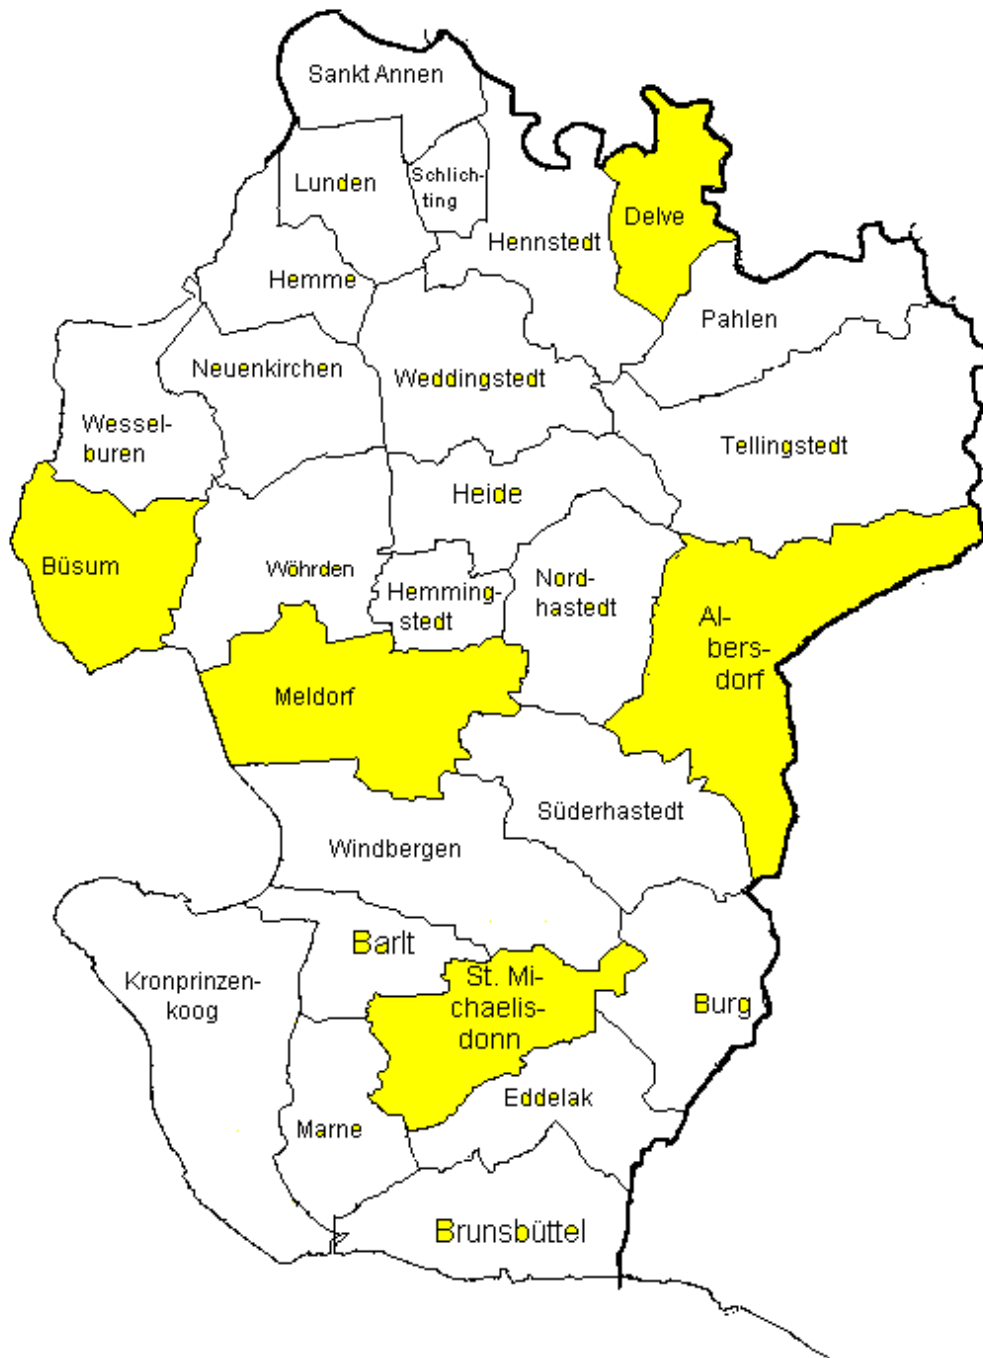 Sankt Annen
Lunden
Schlich-
ting
Delve
Hennstedt
Hemme
Pahlen
Neuenkirchen
Weddingstedt
Wessel-
buren
Tellingstedt
Heide
Büsum
Wöhrden
Hemming-
stedt
Nord-
hastedt
Al-
bers-
dorf
Meldorf
Süderhastedt
Windbergen
Barlt
Kronprinzen-
koog
St. Mi-
chaelis-
donn
Burg
Eddelak
Marne
Brunsbüttel